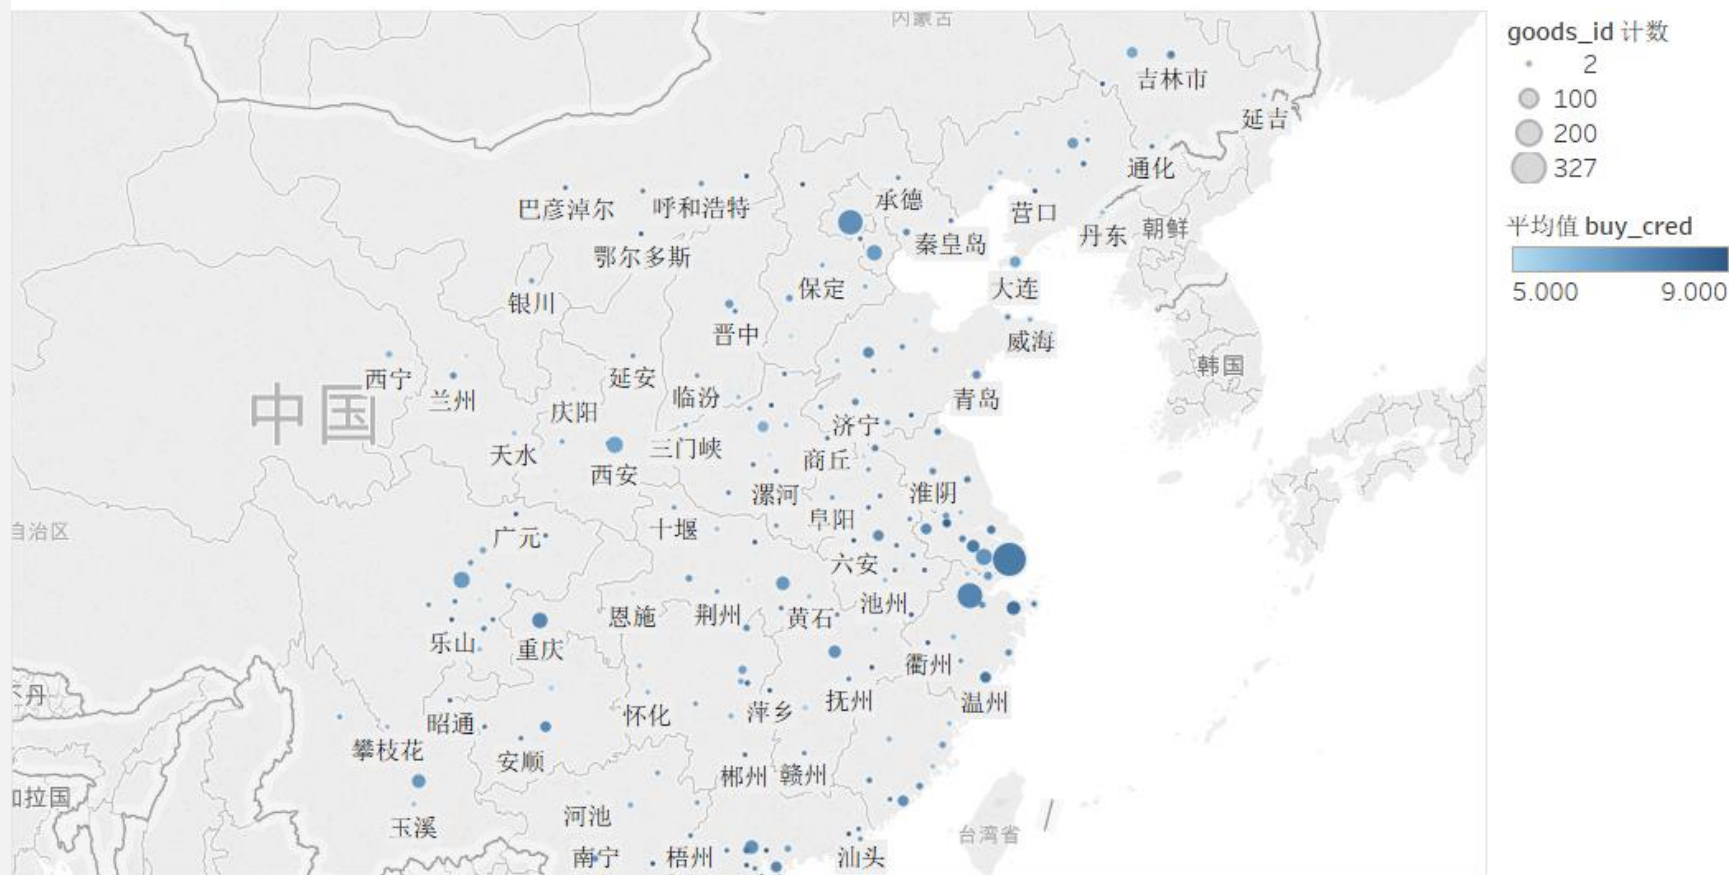 内蒙古
吉林市
延吉
通化
承德
巴彦淖尔
呼和浩特
营口
丹东
朝鲜
秦皇岛
鄂尔多斯
保定
大连
银川
晋中
威海
韩国
西宁
兰州
延安
临汾
青岛
中国
庆阳
济宁
天水
三门峡
商丘
西安
漯河
淮阴
自治区
广元
十堰
阜阳
六安
恩施
荆州
黄石
池州
乐山
重庆
衢州
不丹
昭通
怀化
萍乡
抚州
温州
攀枝花
安顺
郴州
赣州
加拉国
玉溪
河池
台湾省
南宁
梧州
汕头
goods_id 计数
2
100
200
327
平均值 buy_cred
5.000 9.000